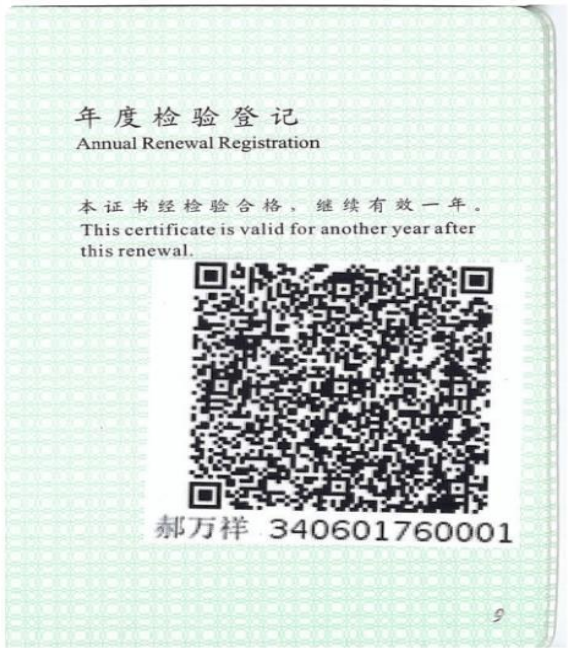 年度检验登记
Annual Renewal Registration
本证书经检验合格，继续有效一年。
This certificate is valid for another year after
this renewal.
郝万祥 340601760001
9